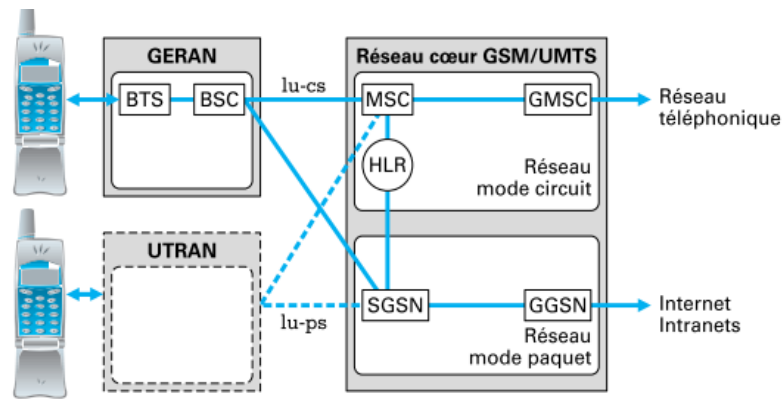 GERAN
BTS
BSC
lu-cs
Réseau cœur GSM/UMTS
MSC
GMSC
Réseau
téléphonique
HLR
Réseau
mode circuit
UTRAN
lu-ps
SGSN
GGSN
Internet
Intranets
Réseau
mode paquet